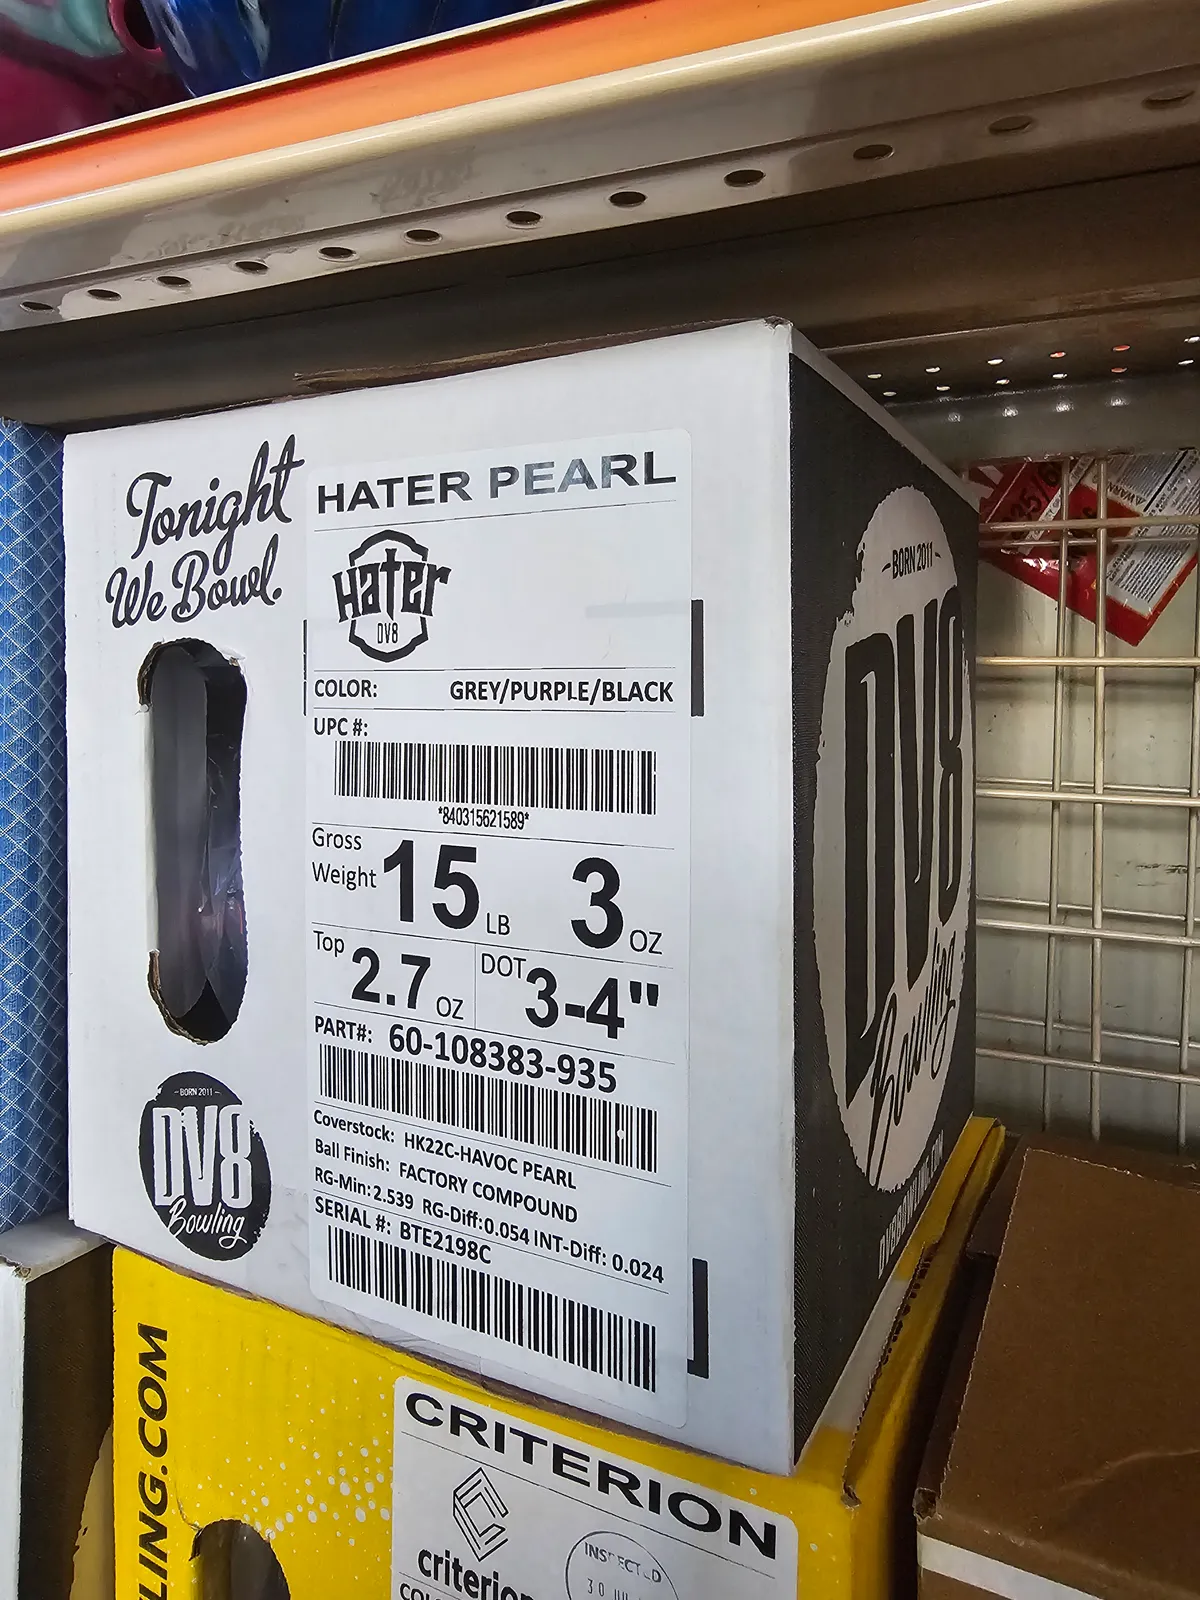 Tonight
We Bowl.
HATER PEARL
Hater
DV8
COLOR: GREY/PURPLE/BLACK
UPC #:
*840315621589*
Gross
Weight 15 LB 3 OZ
Top 2.7 OZ DOT 3-4"
PART#: 60-108383-935
Coverstock: HK22C-HAVOC PEARL
Ball Finish: FACTORY COMPOUND
RG-Min: 2.539 RG-Diff: 0.054 INT-Diff: 0.024
SERIAL #: BTE2198C
- BORN 2011 -
DV8
Bowling
- BORN 2011 -
DV8
Bowling
DV8BOWLING.COM
LING.COM
CRITERION
criterion
INSPECTED